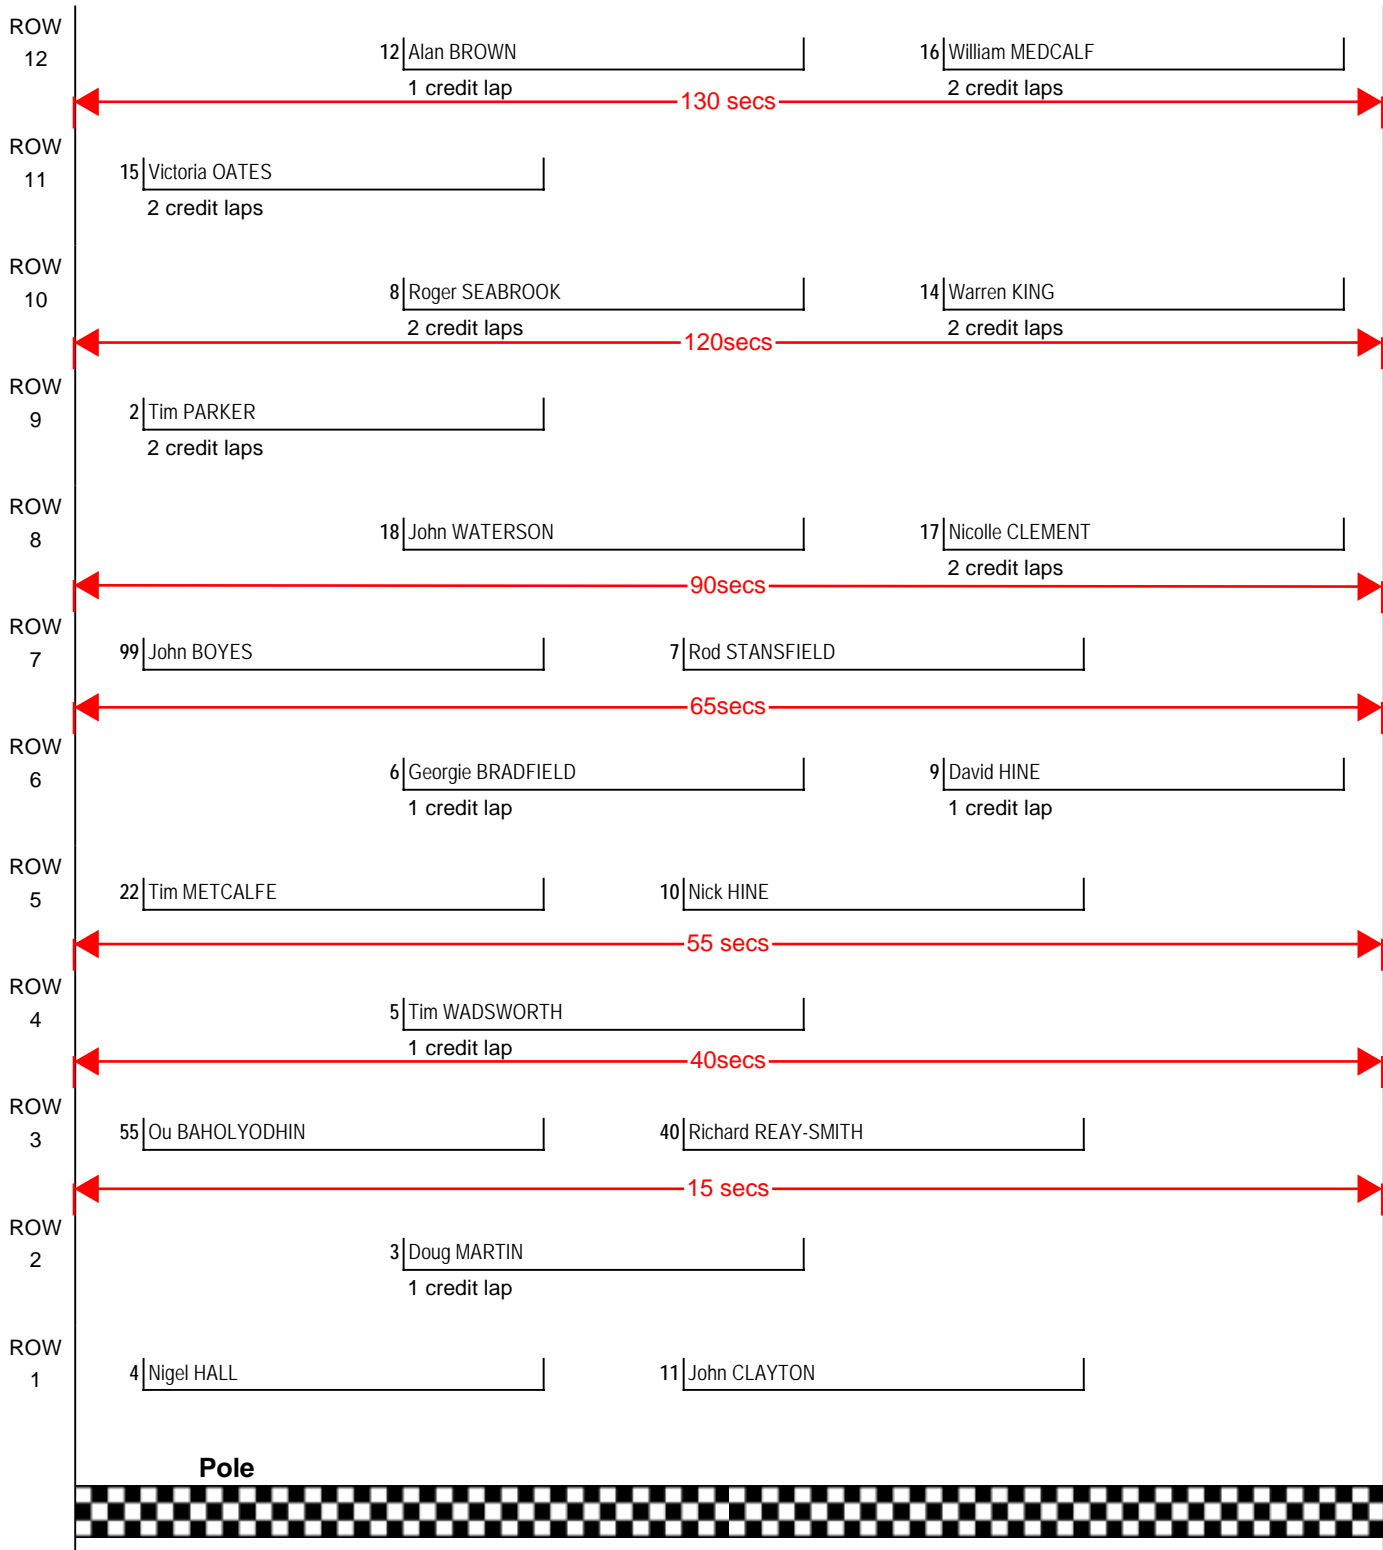 ROW
12
12 Alan BROWN 16 William MEDCALF
1 credit lap 2 credit laps
130 secs
ROW
11
15 Victoria OATES
2 credit laps
ROW
10
8 Roger SEABROOK 14 Warren KING
2 credit laps 2 credit laps
120secs
ROW
9
2 Tim PARKER
2 credit laps
ROW
8
18 John WATERSON 17 Nicolle CLEMENT
2 credit laps
90secs
ROW
7
99 John BOYES 7 Rod STANSFIELD
65secs
ROW
6
6 Georgie BRADFIELD 9 David HINE
1 credit lap 1 credit lap
ROW
5
22 Tim METCALFE 10 Nick HINE
55 secs
ROW
4
5 Tim WADSWORTH
1 credit lap
40secs
ROW
3
55 Ou BAHOLYODHIN 40 Richard REAY-SMITH
15 secs
ROW
2
3 Doug MARTIN
1 credit lap
ROW
1
4 Nigel HALL 11 John CLAYTON
Pole